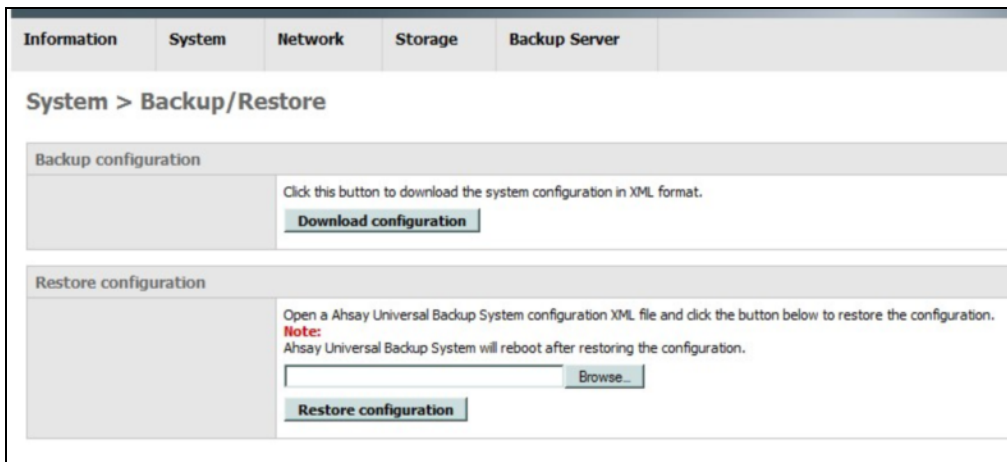 Information System Network Storage Backup Server
System > Backup/Restore
Backup configuration
Click this button to download the system configuration in XML format.
Download configuration
Restore configuration
Open a Ahsay Universal Backup System configuration XML file and click the button below to restore the configuration.
Note:
Ahsay Universal Backup System will reboot after restoring the configuration.
Browse...
Restore configuration